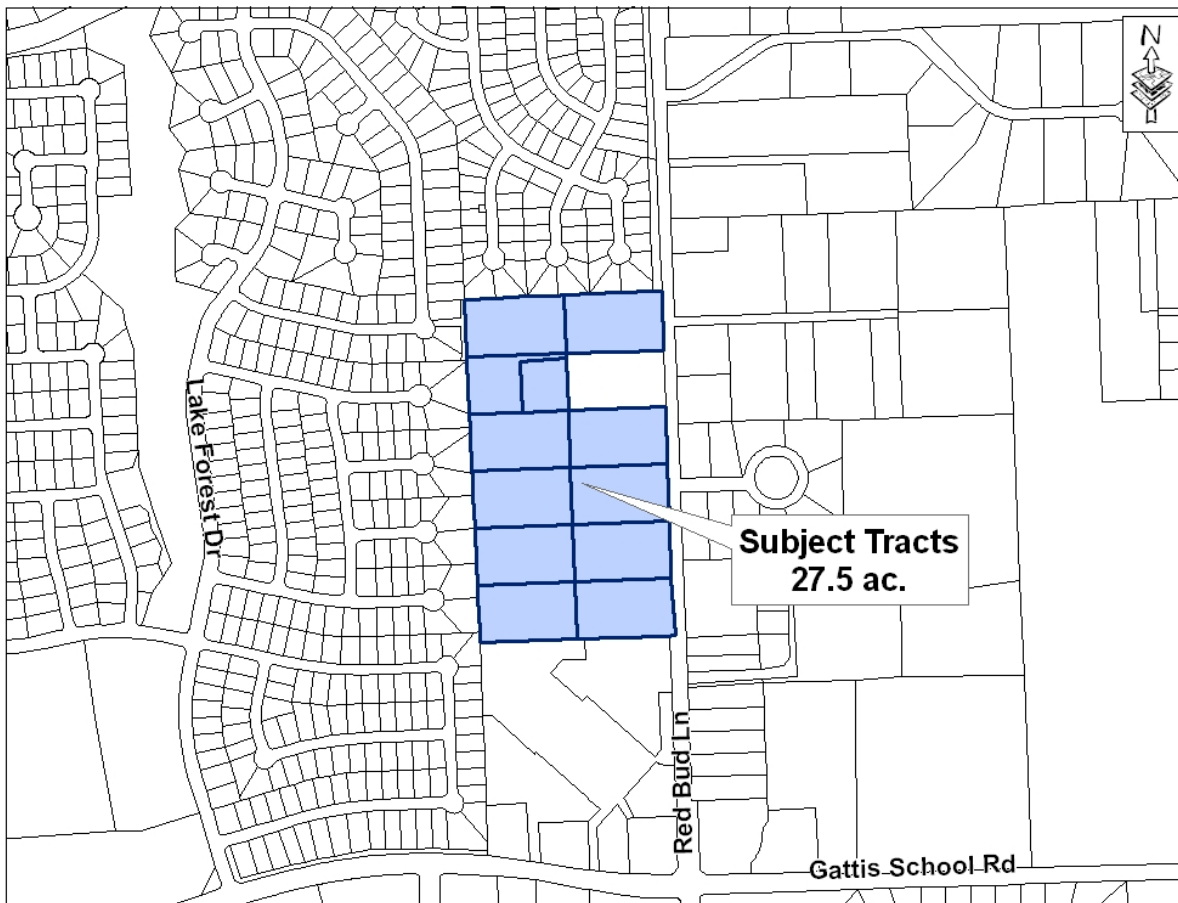 N
Lake Forest Dr
Subject Tracts
27.5 ac.
Red Bud Ln
Gattis School Rd